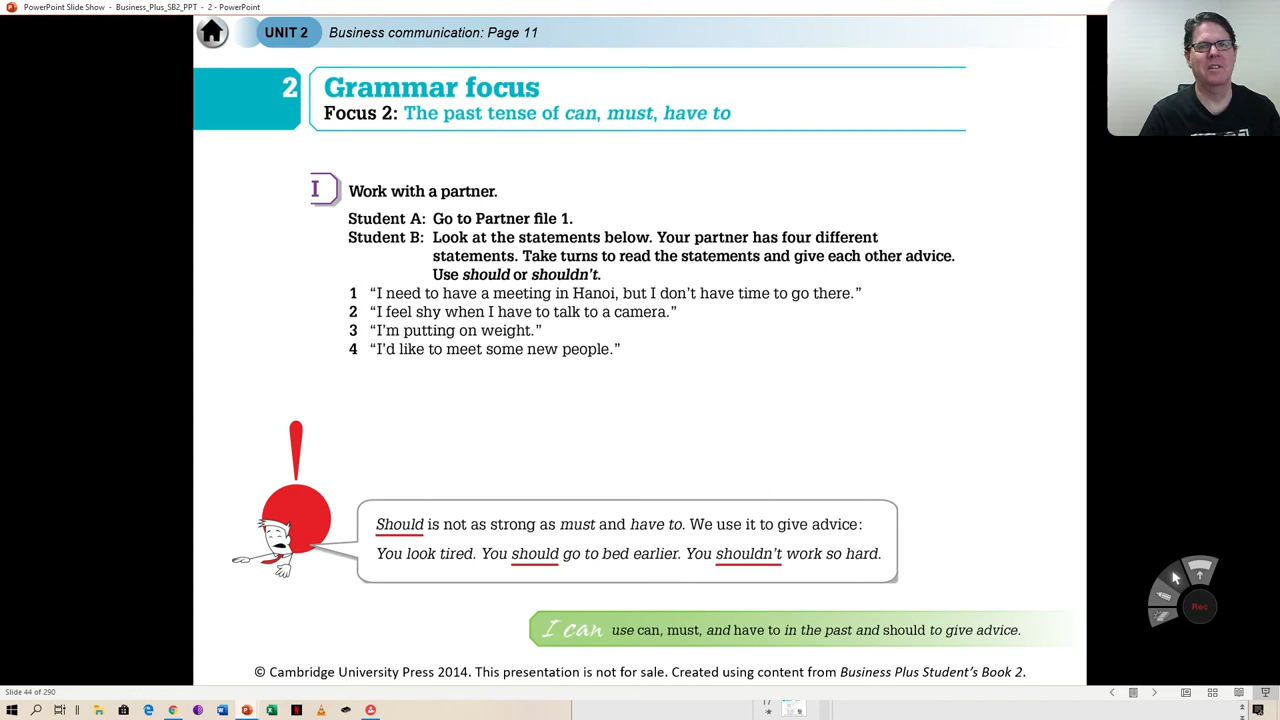 PowerPoint Slide Show - Business_Plus_SB2_PPT - 2 - PowerPoint
UNIT 2
Business communication: Page 11
2
Grammar focus
Focus 2: The past tense of can, must, have to
I
Work with a partner.
Student A: Go to Partner file 1.
Student B: Look at the statements below. Your partner has four different
statements. Take turns to read the statements and give each other advice.
Use should or shouldn't.
1 "I need to have a meeting in Hanoi, but I don't have time to go there."
2 "I feel shy when I have to talk to a camera."
3 "I'm putting on weight."
4 "I'd like to meet some new people."
Should is not as strong as must and have to. We use it to give advice:
You look tired. You should go to bed earlier. You shouldn't work so hard.
I can use can, must, and have to in the past and should to give advice.
© Cambridge University Press 2014. This presentation is not for sale. Created using content from Business Plus Student's Book 2.
Rec
Slide 44 of 290